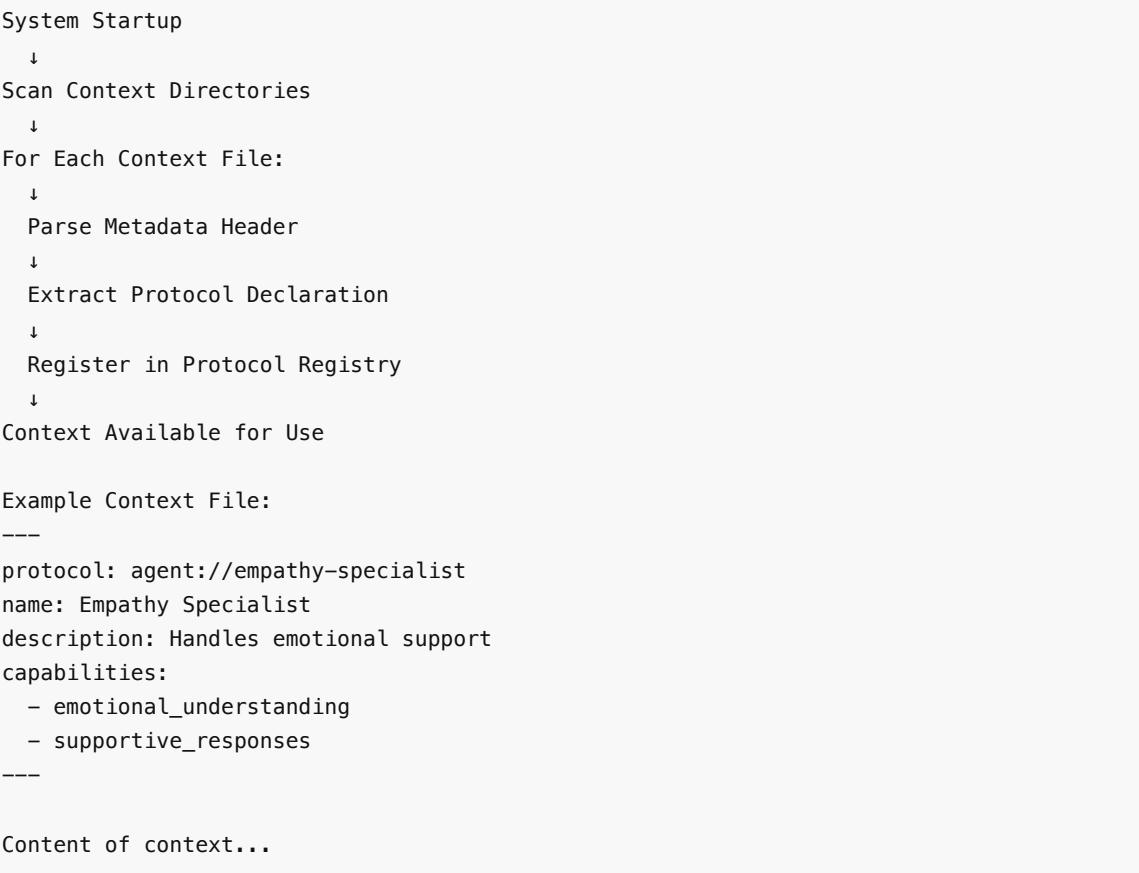 System Startup
  ↓
Scan Context Directories
  ↓
For Each Context File:
  ↓
  Parse Metadata Header
  ↓
  Extract Protocol Declaration
  ↓
  Register in Protocol Registry
  ↓
Context Available for Use

Example Context File:
---
protocol: agent://empathy-specialist
name: Empathy Specialist
description: Handles emotional support
capabilities:
  - emotional_understanding
  - supportive_responses
---

Content of context...